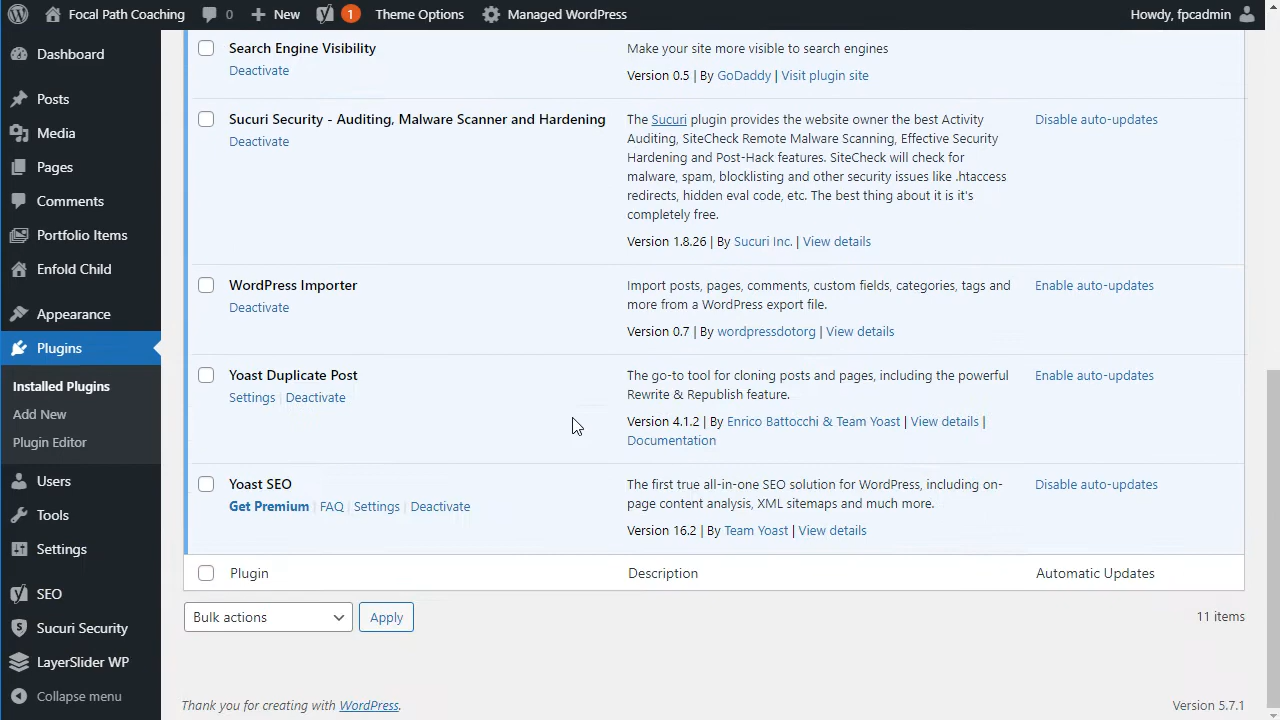 Focal Path Coaching 0 New 1 Theme Options Managed WordPress Howdy, fpcadmin
Dashboard
Posts
Media
Pages
Comments
Portfolio Items
Enfold Child
Appearance
Plugins
Installed Plugins
Add New
Plugin Editor
Users
Tools
Settings
SEO
Sucuri Security
LayerSlider WP
Collapse menu
Search Engine Visibility
Deactivate
Make your site more visible to search engines
Version 0.5 | By GoDaddy | Visit plugin site
Sucuri Security - Auditing, Malware Scanner and Hardening
Deactivate
The Sucuri plugin provides the website owner the best Activity
Auditing, SiteCheck Remote Malware Scanning, Effective Security
Hardening and Post-Hack features. SiteCheck will check for
malware, spam, blocklisting and other security issues like .htaccess
redirects, hidden eval code, etc. The best thing about it is it's
completely free.
Version 1.8.26 | By Sucuri Inc. | View details
Disable auto-updates
WordPress Importer
Deactivate
Import posts, pages, comments, custom fields, categories, tags and
more from a WordPress export file.
Version 0.7 | By wordpressdotorg | View details
Enable auto-updates
Yoast Duplicate Post
Settings | Deactivate
The go-to tool for cloning posts and pages, including the powerful
Rewrite & Republish feature.
Version 4.1.2 | By Enrico Battocchi & Team Yoast | View details |
Documentation
Enable auto-updates
Yoast SEO
Get Premium | FAQ | Settings | Deactivate
The first true all-in-one SEO solution for WordPress, including on-
page content analysis, XML sitemaps and much more.
Version 16.2 | By Team Yoast | View details
Disable auto-updates
Plugin Description Automatic Updates
Bulk actions Apply 11 items
Thank you for creating with WordPress. Version 5.7.1